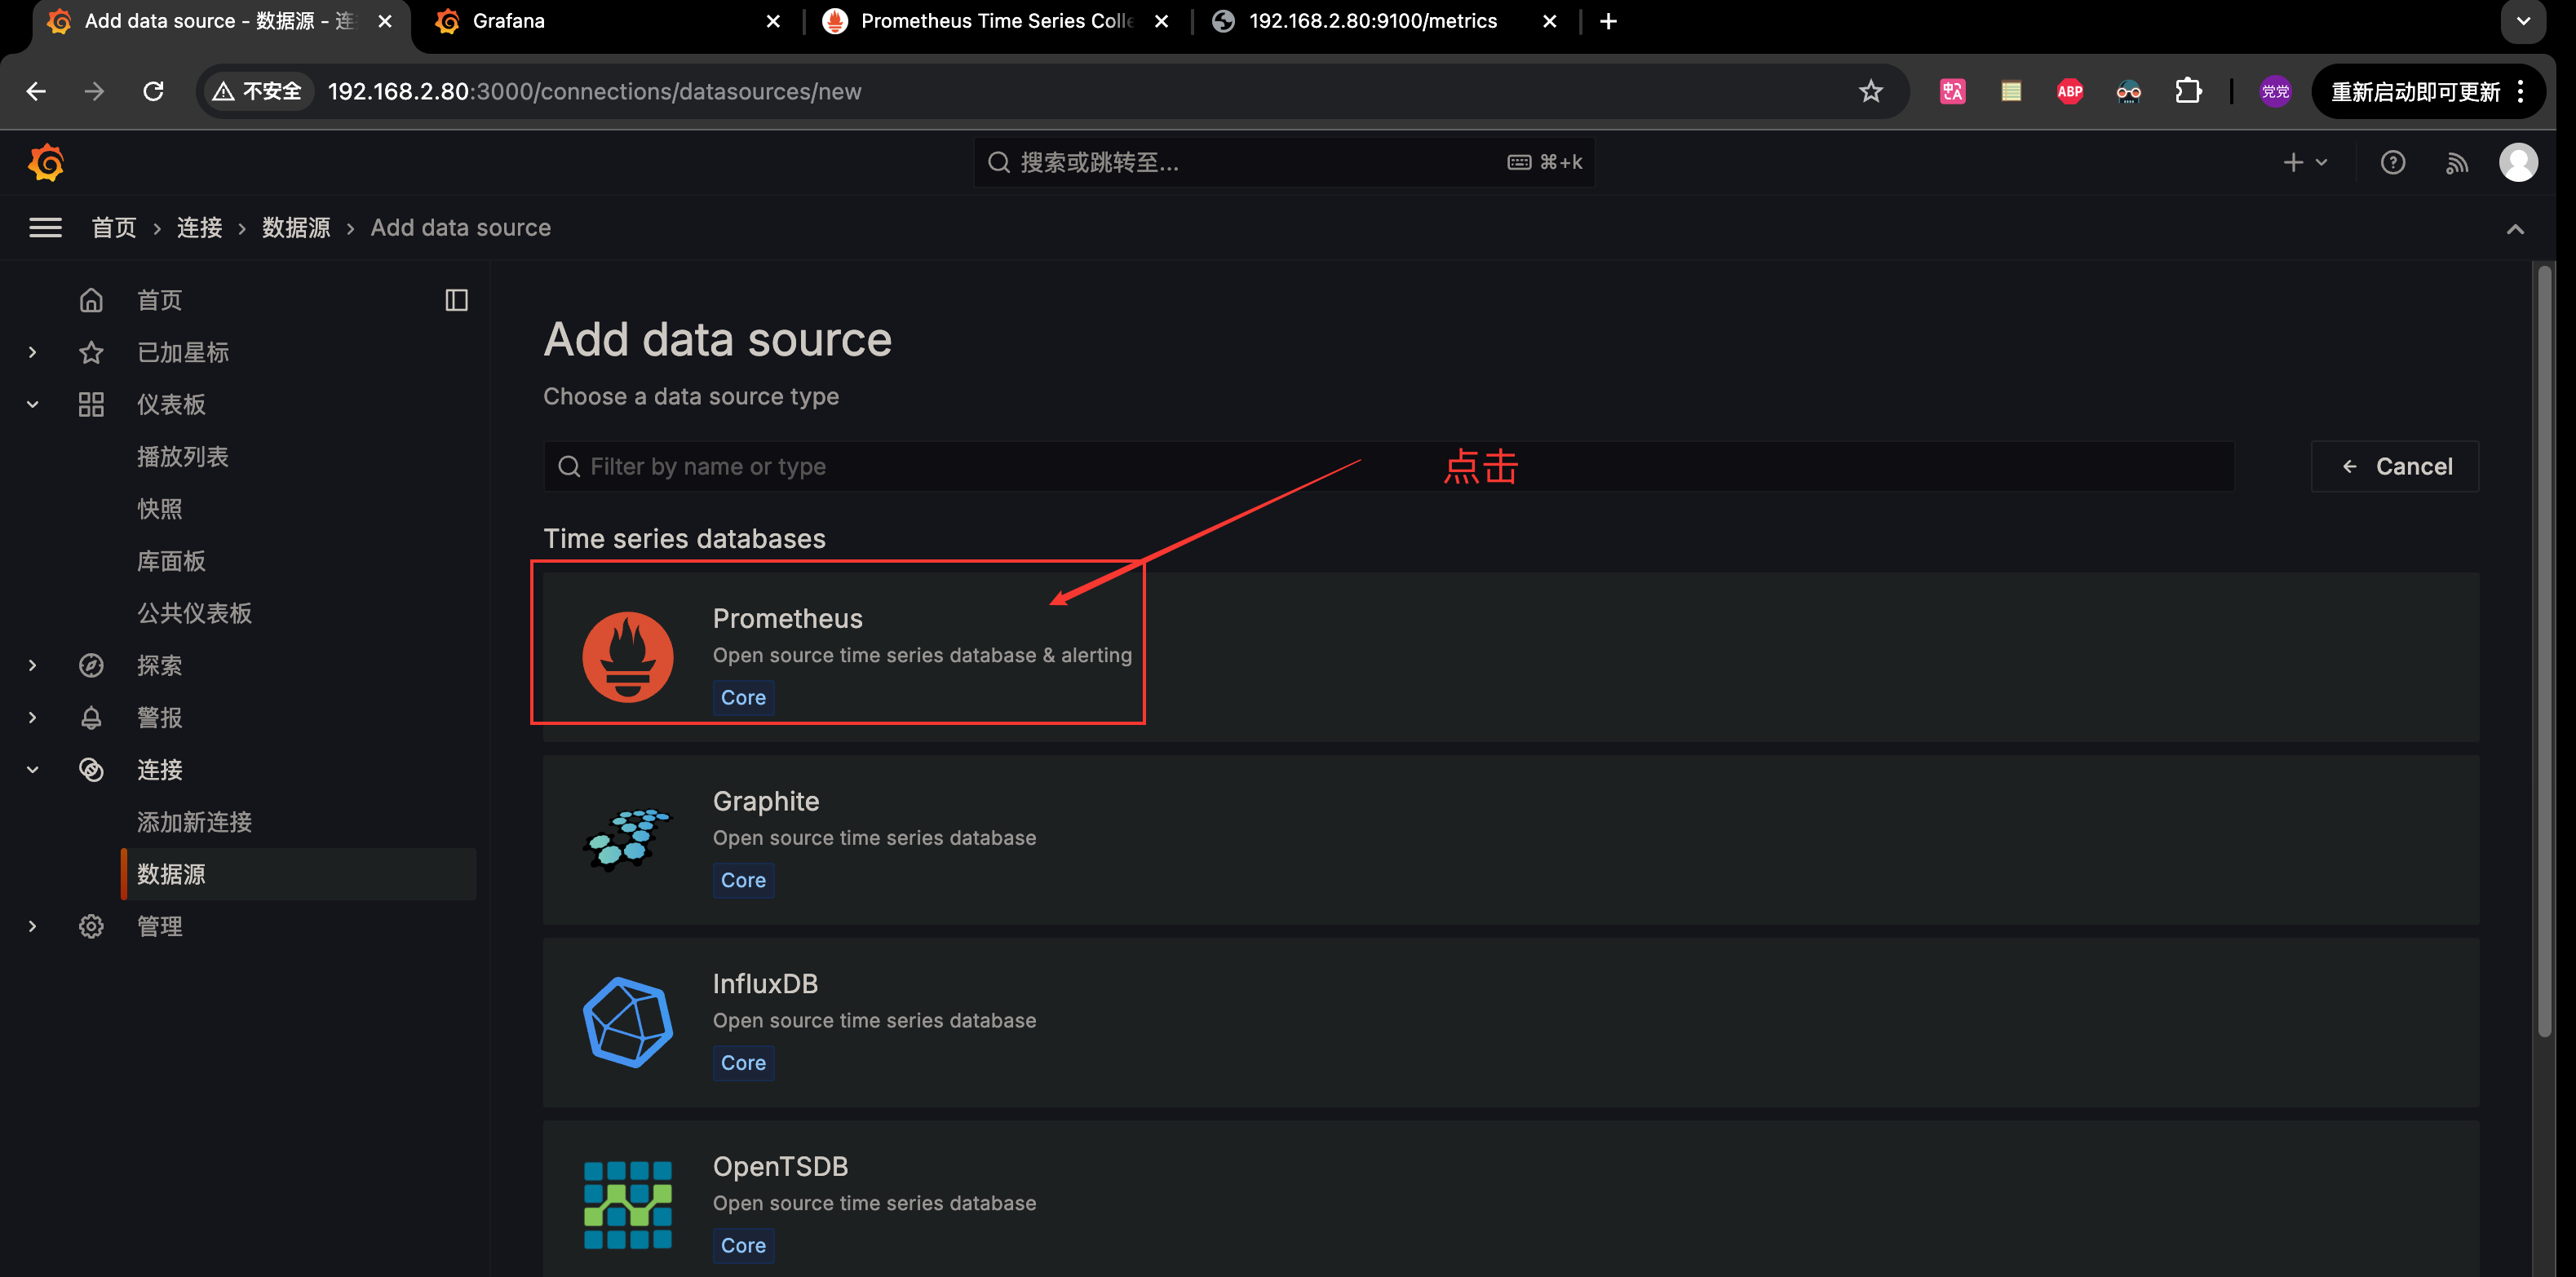 Add data source - 数据源 - 连
Grafana
Prometheus Time Series Colle
192.168.2.80:9100/metrics
不安全
192.168.2.80:3000/connections/datasources/new
ABP
党党
重新启动即可更新
搜索或跳转至...
⌘+k
首页 › 连接 › 数据源 › Add data source
首页
已加星标
仪表板
播放列表
快照
库面板
公共仪表板
探索
警报
连接
添加新连接
数据源
管理
Add data source
Choose a data source type
Filter by name or type
点击
Cancel
Time series databases
Prometheus
Open source time series database & alerting
Core
Graphite
Open source time series database
Core
InfluxDB
Open source time series database
Core
OpenTSDB
Open source time series database
Core